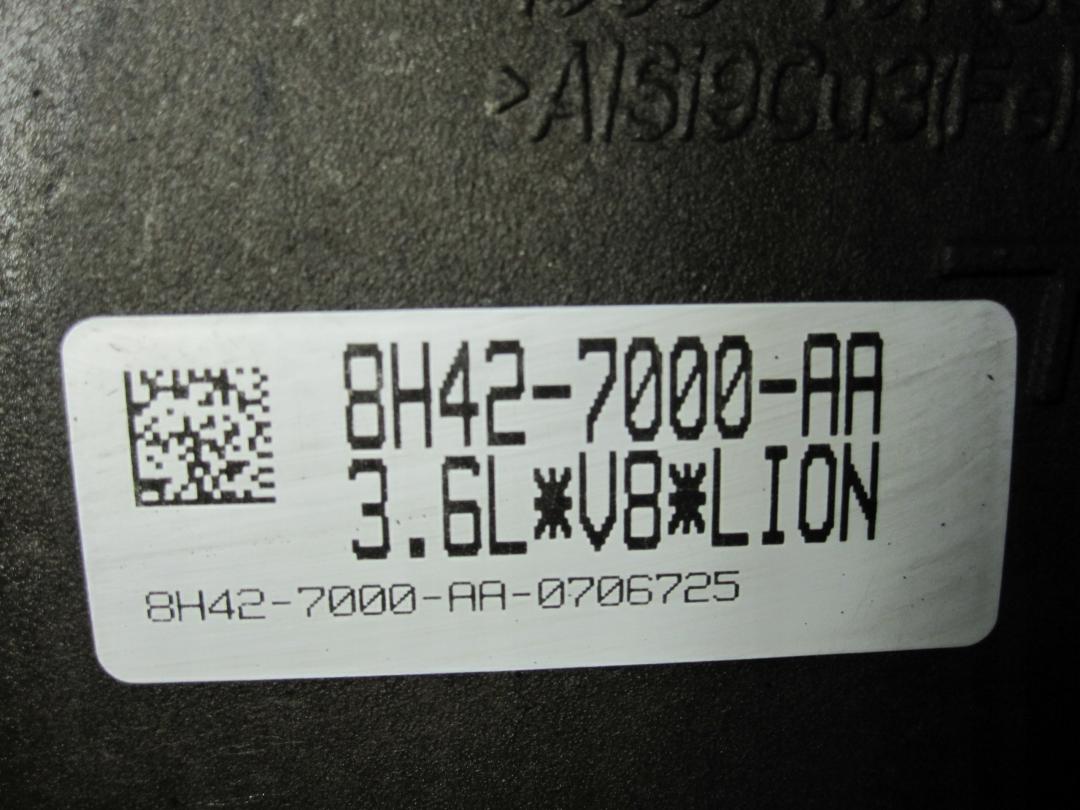 >AlSi9Cu3(Fe)
8H42-7000-AA
3.6L*V8*LION
8H42-7000-AA-0706725